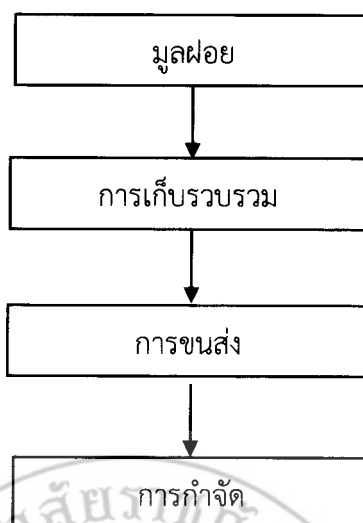 มูลฝอย
การเก็บรวบรวม
การขนส่ง
การกำจัด